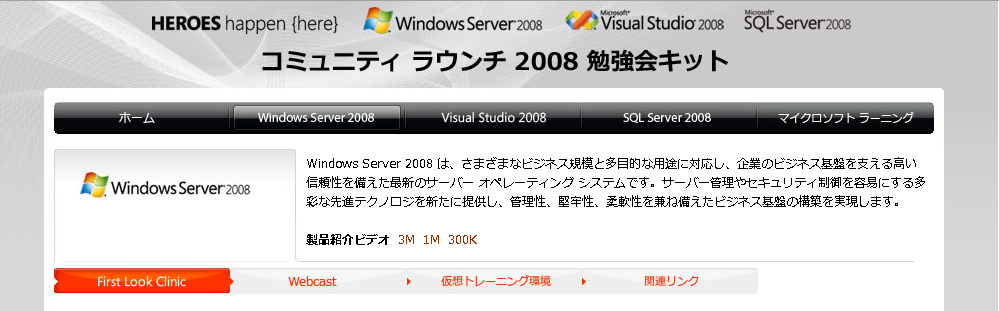 HEROES happen {here} Windows Server 2008 Microsoft Visual Studio 2008 Microsoft SQL Server 2008
コミュニティ ラウンチ 2008 勉強会キット
ホーム Windows Server 2008 Visual Studio 2008 SQL Server 2008 マイクロソフト ラーニング
Windows Server 2008
Windows Server 2008 は、さまざまなビジネス規模と多目的な用途に対応し、企業のビジネス基盤を支える高い
信頼性を備えた最新のサーバー オペレーティング システムです。サーバー管理やセキュリティ制御を容易にする多
彩な先進テクノロジを新たに提供し、管理性、堅牢性、柔軟性を兼ね備えたビジネス基盤の構築を実現します。
製品紹介ビデオ 3M 1M 300K
First Look Clinic Webcast 仮想トレーニング環境 関連リンク